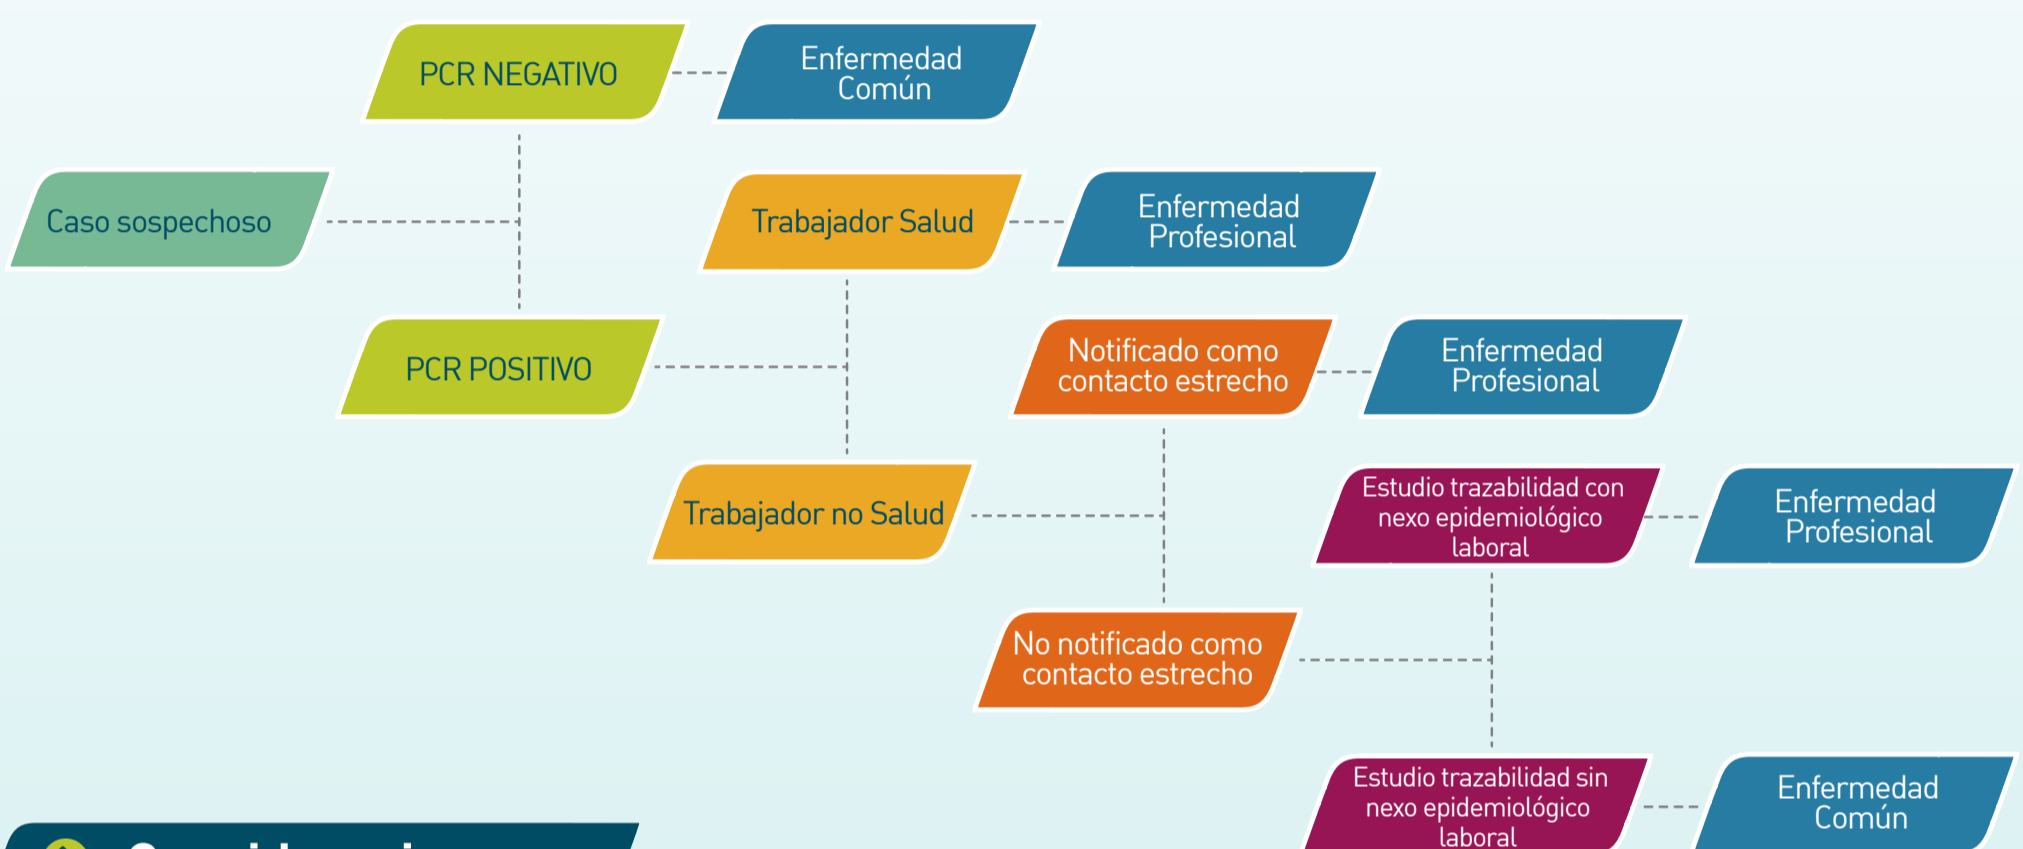 PCR NEGATIVO
Enfermedad
Común
Caso sospechoso
Trabajador Salud
Enfermedad
Profesional
PCR POSITIVO
Notificado como
contacto estrecho
Enfermedad
Profesional
Trabajador no Salud
Estudio trazabilidad con
nexo epidemiológico
laboral
Enfermedad
Profesional
No notificado como
contacto estrecho
Estudio trazabilidad sin
nexo epidemiológico
laboral
Enfermedad
Común